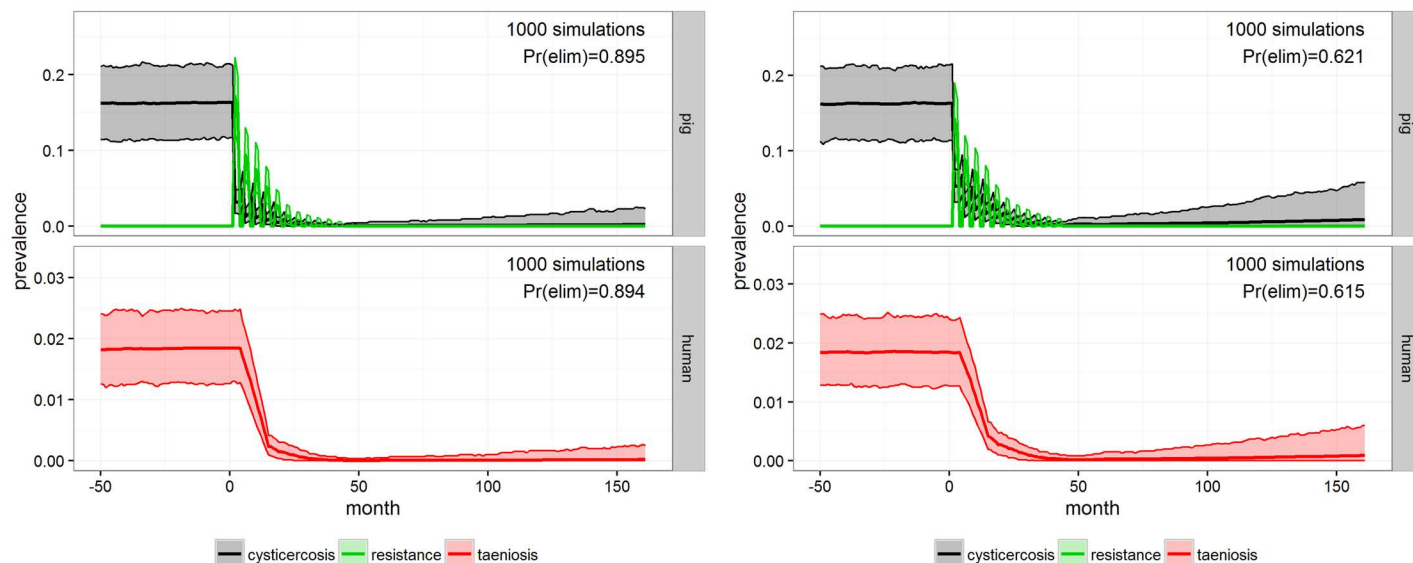 1000 simulations
Pr(elim)=0.895
0.2
0.1
0.0
pig
1000 simulations
Pr(elim)=0.894
0.03
0.02
0.01
0.00
human
prevalence
-50
0
50
100
150
month
cysticercosis
resistance
taeniosis
1000 simulations
Pr(elim)=0.621
0.2
0.1
0.0
pig
1000 simulations
Pr(elim)=0.615
0.03
0.02
0.01
0.00
human
prevalence
-50
0
50
100
150
month
cysticercosis
resistance
taeniosis